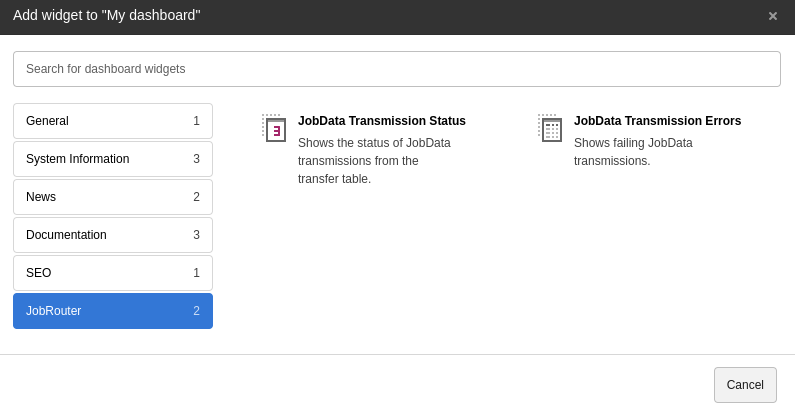 Add widget to "My dashboard"
×
Search for dashboard widgets
General 1
System Information 3
News 2
Documentation 3
SEO 1
JobRouter 2
3
JobData Transmission Status
Shows the status of JobData
transmissions from the
transfer table.
JobData Transmission Errors
Shows failing JobData
transmissions.
Cancel